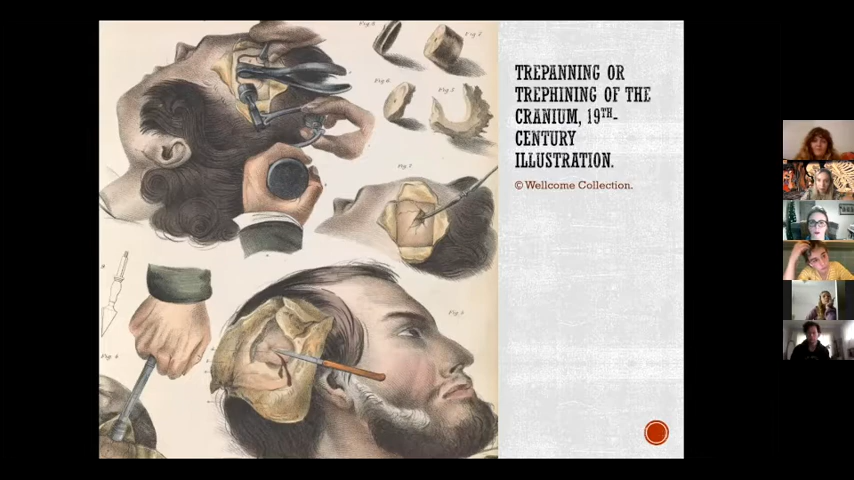 TREPANNING OR
TREPHINING OF THE
CRANIUM, 19TH-
CENTURY
ILLUSTRATION.
© Wellcome Collection.